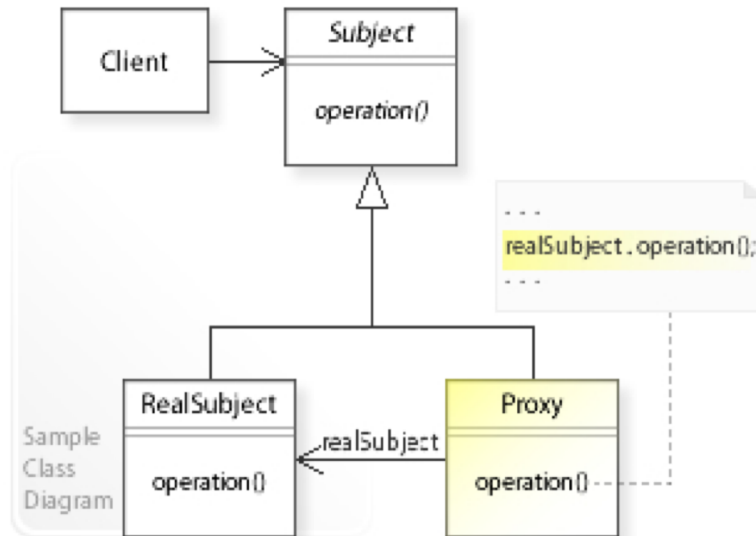 Client
Subject
operation()
- - -
realSubject.operation();
- - -
RealSubject
operation()
realSubject
Proxy
operation()
Sample
Class
Diagram